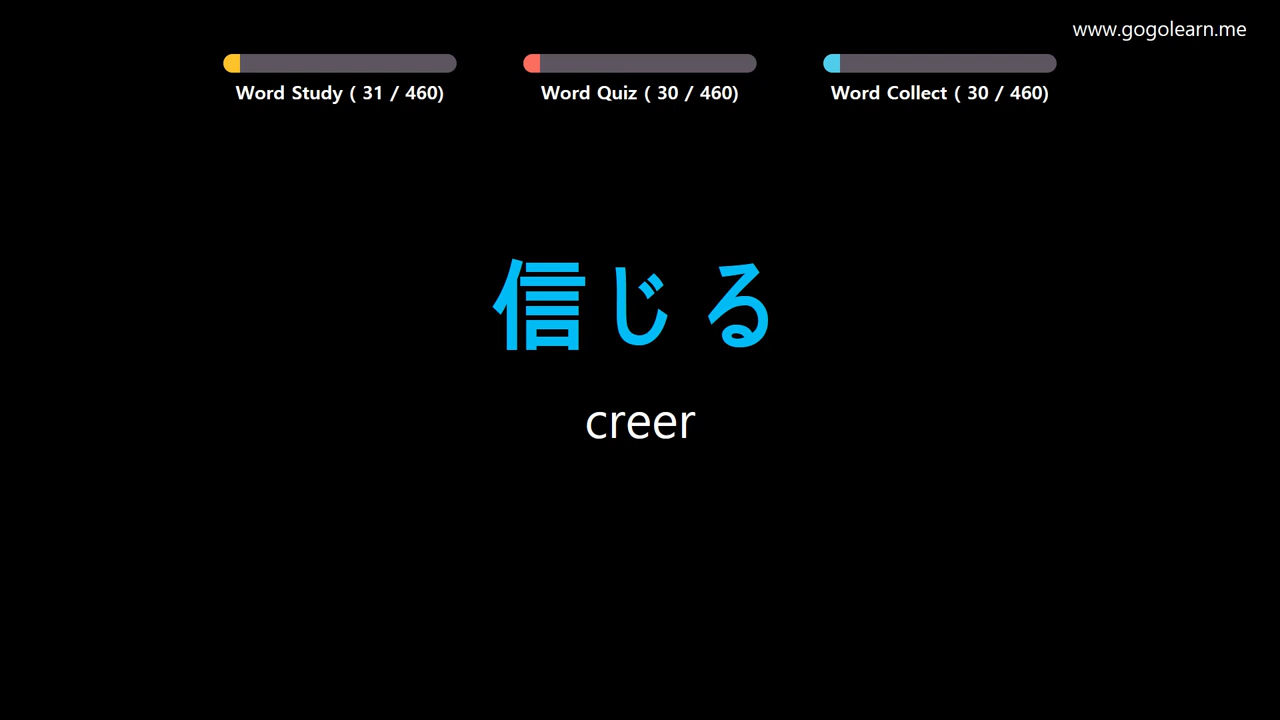 www.gogolearn.me
Word Study ( 31 / 460)
Word Quiz ( 30 / 460)
Word Collect ( 30 / 460)
信じる
creer